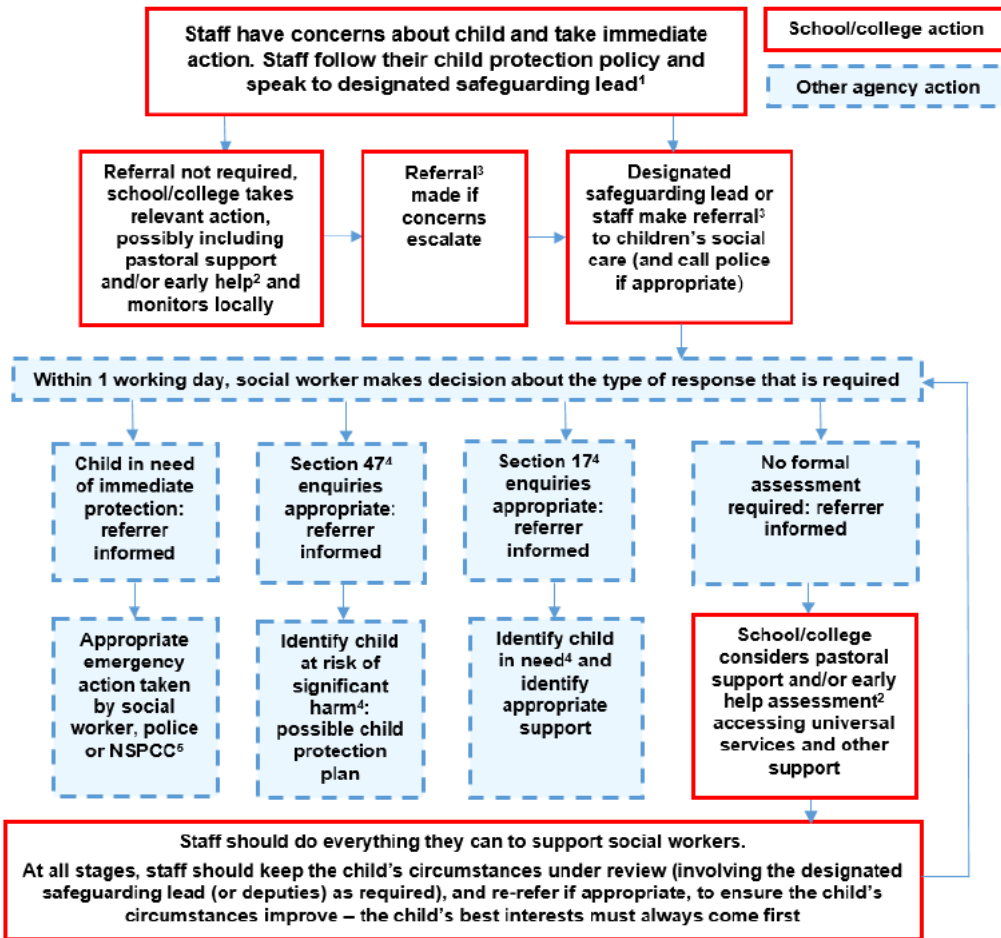 Staff have concerns about child and take immediate
action. Staff follow their child protection policy and
speak to designated safeguarding lead¹
School/college action
Other agency action
Referral not required,
school/college takes
relevant action,
possibly including
pastoral support
and/or early help² and
monitors locally
Referral³
made if
concerns
escalate
Designated
safeguarding lead or
staff make referral³
to children's social
care (and call police
if appropriate)
Within 1 working day, social worker makes decision about the type of response that is required
Child in need
of immediate
protection:
referrer
informed
Section 47⁴
enquiries
appropriate:
referrer
informed
Section 17⁴
enquiries
appropriate:
referrer
informed
No formal
assessment
required: referrer
informed
Appropriate
emergency
action taken
by social
worker, police
or NSPCC⁵
Identify child
at risk of
significant
harm⁴:
possible child
protection
plan
Identify child
in need⁴ and
identify
appropriate
support
School/college
considers pastoral
support and/or early
help assessment²
accessing universal
services and other
support
Staff should do everything they can to support social workers.
At all stages, staff should keep the child's circumstances under review (involving the designated
safeguarding lead (or deputies) as required), and re-refer if appropriate, to ensure the child's
circumstances improve – the child's best interests must always come first